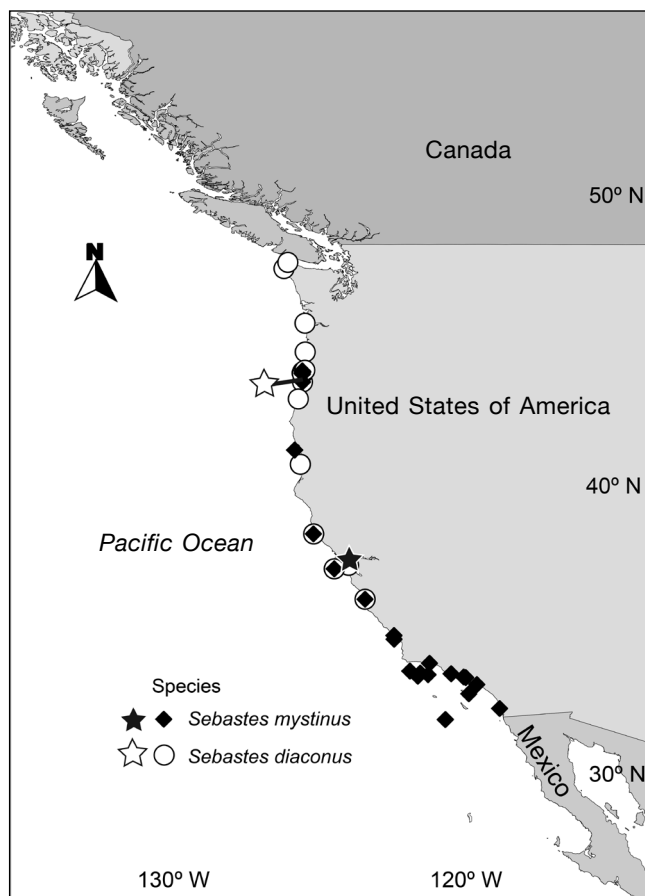 Canada
50º N
N
United States of America
40º N
Pacific Ocean
Species
Sebastes mystinus
Sebastes diaconus
Mexico
30º N
130º W
120º W